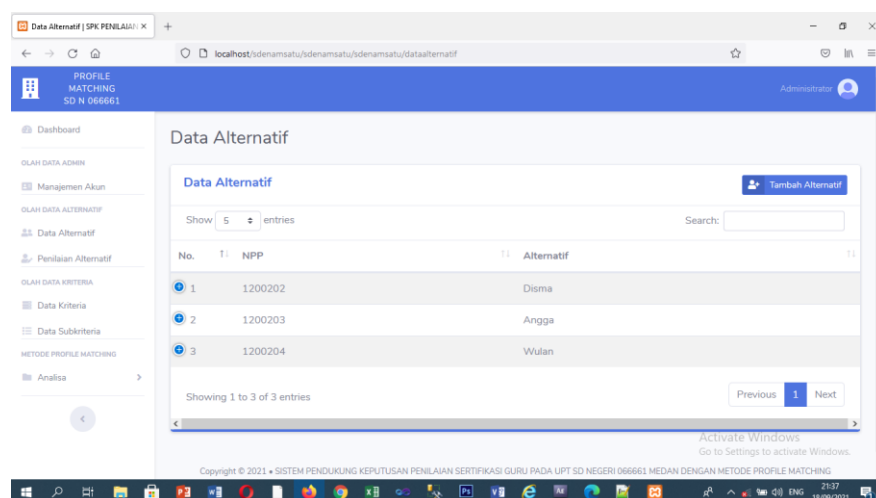 Data Alternatif | SPK PENILAIAN
localhost/sdenamsatu/sdenamsatu/sdenamsatu/dataalternatif
PROFILE
MATCHING
SD N 066661
Adminisitrator
Dashboard
OLAH DATA ADMIN
Manajemen Akun
OLAH DATA ALTERNATIF
Data Alternatif
Penilaian Alternatif
OLAH DATA KRITERIA
Data Kriteria
Data Subkriteria
METODE PROFILE MATCHING
Analisa
Data Alternatif
Data Alternatif
Tambah Alternatif
Show 5 entries
Search:
No. NPP Alternatif
1 1200202 Disma
2 1200203 Angga
3 1200204 Wulan
Showing 1 to 3 of 3 entries
Previous 1 Next
Activate Windows
Go to Settings to activate Windows.
Copyright © 2021 • SISTEM PENDUKUNG KEPUTUSAN PENILAIAN SERTIFIKASI GURU PADA UPT SD NEGERI 066661 MEDAN DENGAN METODE PROFILE MATCHING
ENG
21:37
18/09/2021